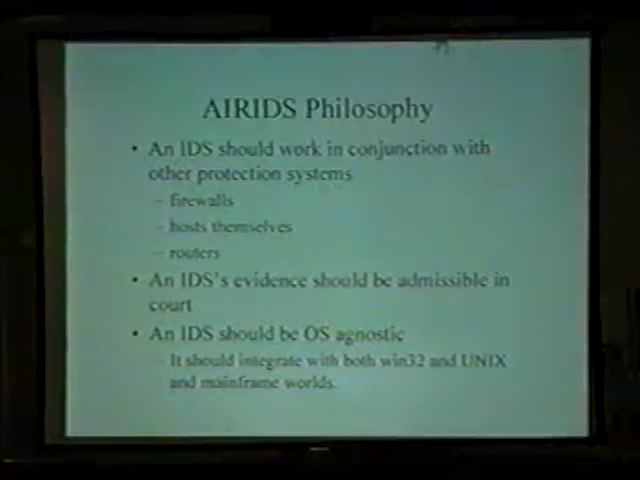 AIRIDS Philosophy
• An IDS should work in conjunction with
other protection systems
– firewalls
– hosts themselves
– routers
• An IDS's evidence should be admissible in
court
• An IDS should be OS agnostic
– It should integrate with both win32 and UNIX
and mainframe worlds.